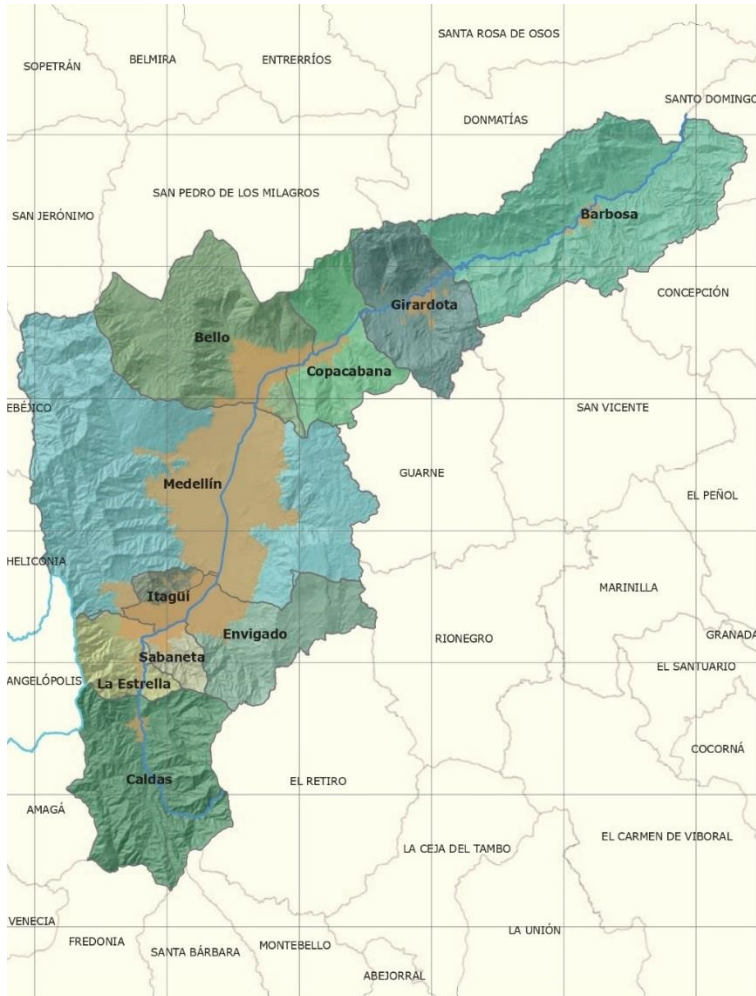 SANTA ROSA DE OSOS
BELMIRA
ENTRERRÍOS
SOPETRÁN
SANTO DOMINGO
DONMATÍAS
SAN PEDRO DE LOS MILAGROS
SAN JERÓNIMO
Barbosa
CONCEPCIÓN
Girardota
Bello
Copacabana
EBÉJICO
SAN VICENTE
GUARNE
Medellín
EL PEÑOL
HELICONIA
MARINILLA
Itagüí
Envigado
RIONEGRO
GRANADA
Sabaneta
EL SANTUARIO
ANGELÓPOLIS
La Estrella
COCORNÁ
Caldas
EL RETIRO
AMAGÁ
EL CARMEN DE VIBORAL
LA CEJA DEL TAMBO
VENECIA
LA UNIÓN
FREDONIA
MONTEBELLO
SANTA BÁRBARA
ABEJORRAL